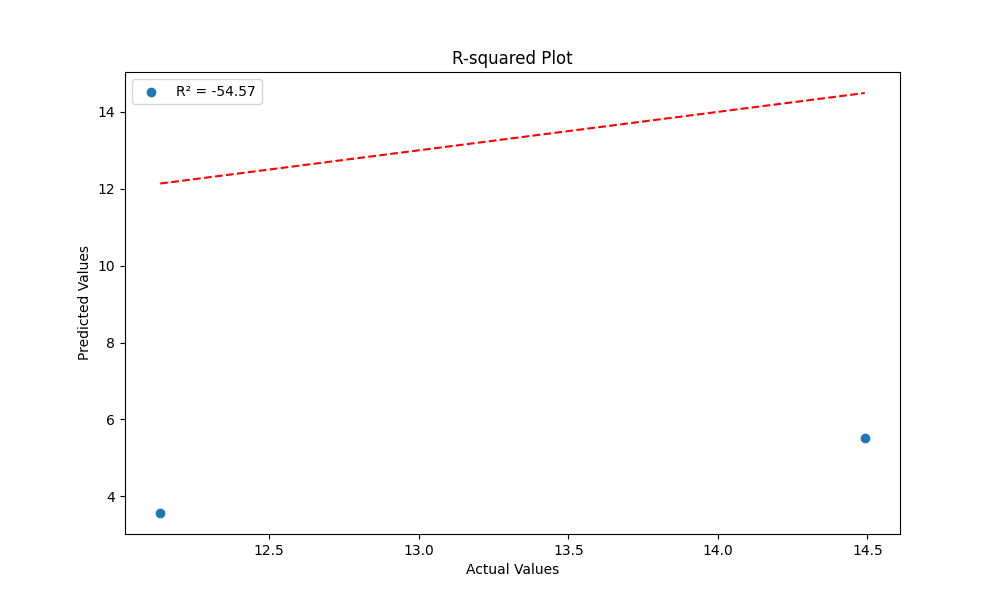 R-squared Plot
R² = -54.57
14
12
10
8
6
4
Predicted Values
12.5
13.0
13.5
14.0
14.5
Actual Values